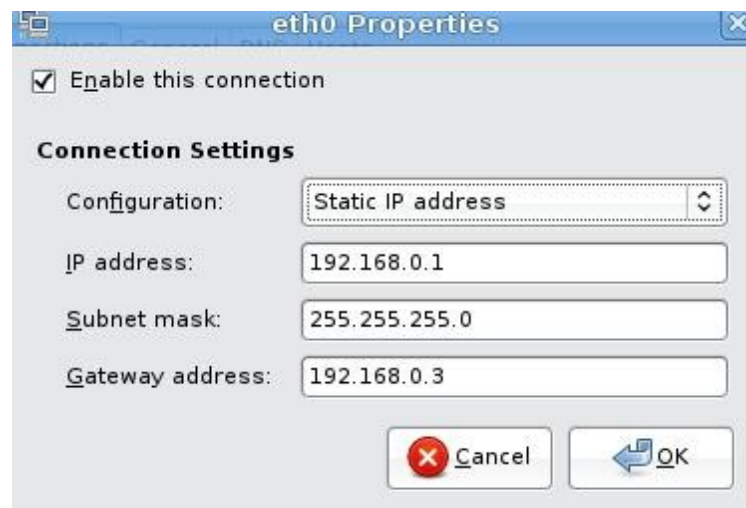 eth0 Properties
General
Enable this connection
Connection Settings
Configuration: Static IP address
IP address: 192.168.0.1
Subnet mask: 255.255.255.0
Gateway address: 192.168.0.3
Cancel OK